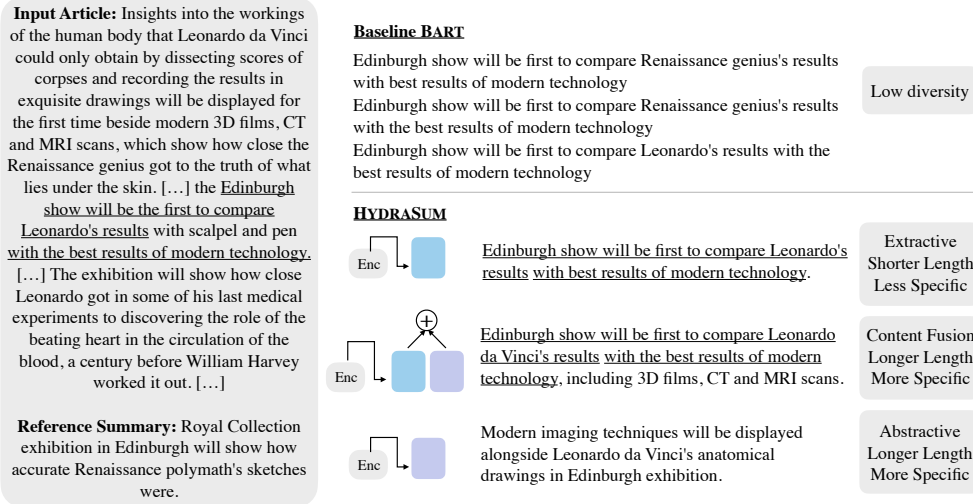 Input Article: Insights into the workings
of the human body that Leonardo da Vinci
could only obtain by dissecting scores of
corpses and recording the results in
exquisite drawings will be displayed for
the first time beside modern 3D films, CT
and MRI scans, which show how close the
Renaissance genius got to the truth of what
lies under the skin. […] the Edinburgh
show will be the first to compare
Leonardo's results with scalpel and pen
with the best results of modern technology.
[…] The exhibition will show how close
Leonardo got in some of his last medical
experiments to discovering the role of the
beating heart in the circulation of the
blood, a century before William Harvey
worked it out. […]
Reference Summary: Royal Collection
exhibition in Edinburgh will show how
accurate Renaissance polymath's sketches
were.
Baseline BART
Edinburgh show will be first to compare Renaissance genius's results
with best results of modern technology
Edinburgh show will be first to compare Renaissance genius's results
with the best results of modern technology
Edinburgh show will be first to compare Leonardo's results with the
best results of modern technology
Low diversity
HYDRASUM
Enc
Edinburgh show will be first to compare Leonardo's
results with best results of modern technology.
Extractive
Shorter Length
Less Specific
+
Enc
Edinburgh show will be first to compare Leonardo
da Vinci's results with the best results of modern
technology, including 3D films, CT and MRI scans.
Content Fusion
Longer Length
More Specific
Enc
Modern imaging techniques will be displayed
alongside Leonardo da Vinci's anatomical
drawings in Edinburgh exhibition.
Abstractive
Longer Length
More Specific